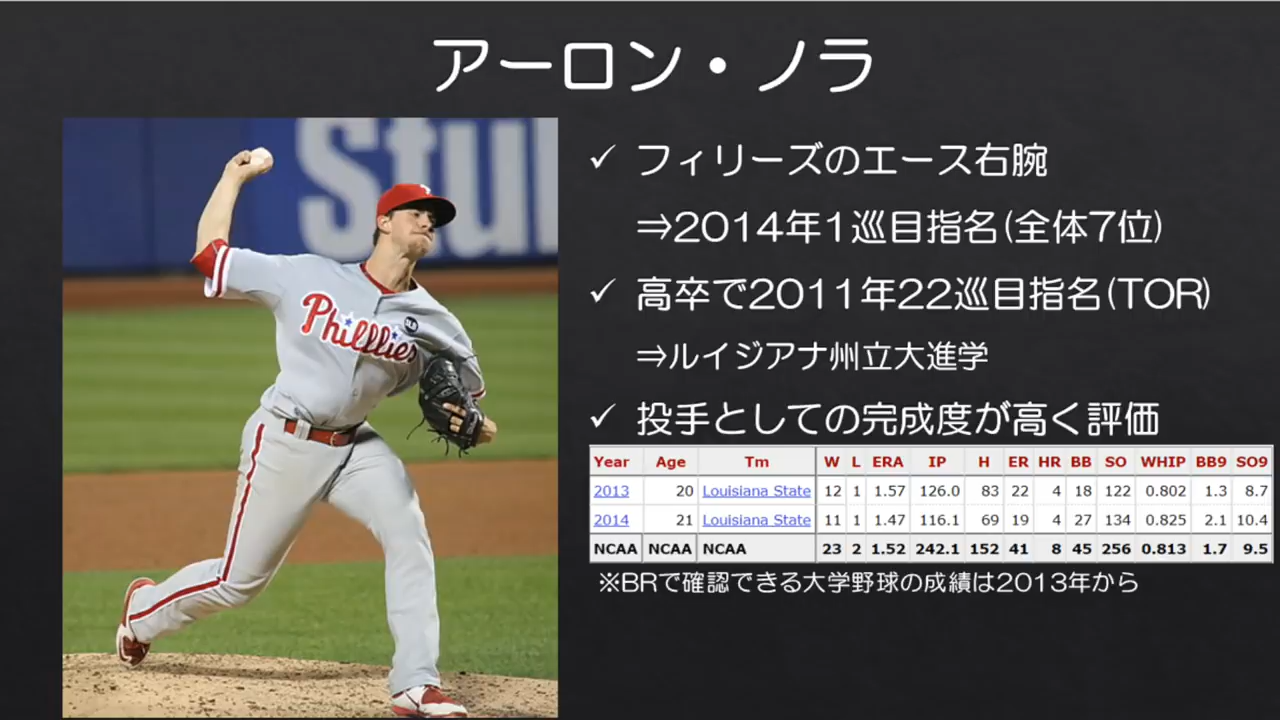 アーロン・ノラ
Stu
Phillies
✓ フィリーズのエース右腕
⇒2014年1巡目指名(全体7位)
✓ 高卒で2011年22巡目指名(TOR)
⇒ルイジアナ州立大進学
✓ 投手としての完成度が高く評価
Year Age Tm W L ERA IP H ER HR BB SO WHIP BB9 SO9
2013 20 Louisiana State 12 1 1.57 126.0 83 22 4 18 122 0.802 1.3 8.7
2014 21 Louisiana State 11 1 1.47 116.1 69 19 4 27 134 0.825 2.1 10.4
NCAA NCAA NCAA 23 2 1.52 242.1 152 41 8 45 256 0.813 1.7 9.5
※BRで確認できる大学野球の成績は2013年から